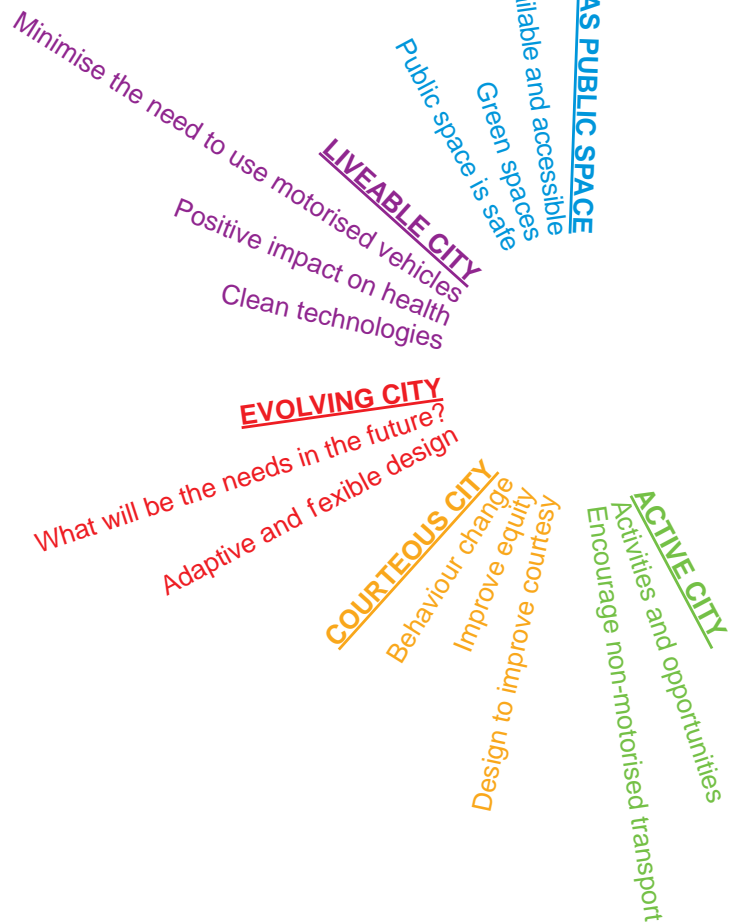 AS PUBLIC SPACE
and accessible
Green spaces
Public space is safe
LIVEABLE CITY
Minimise the need to use motorised vehicles
Positive impact on health
Clean technologies
EVOLVING CITY
What will be the needs in the future?
Adaptive and fexible design
COURTEOUS CITY
Behaviour change
Improve equity
Design to improve courtesy
ACTIVE CITY
Activities and opportunities
Encourage non-motorised transport